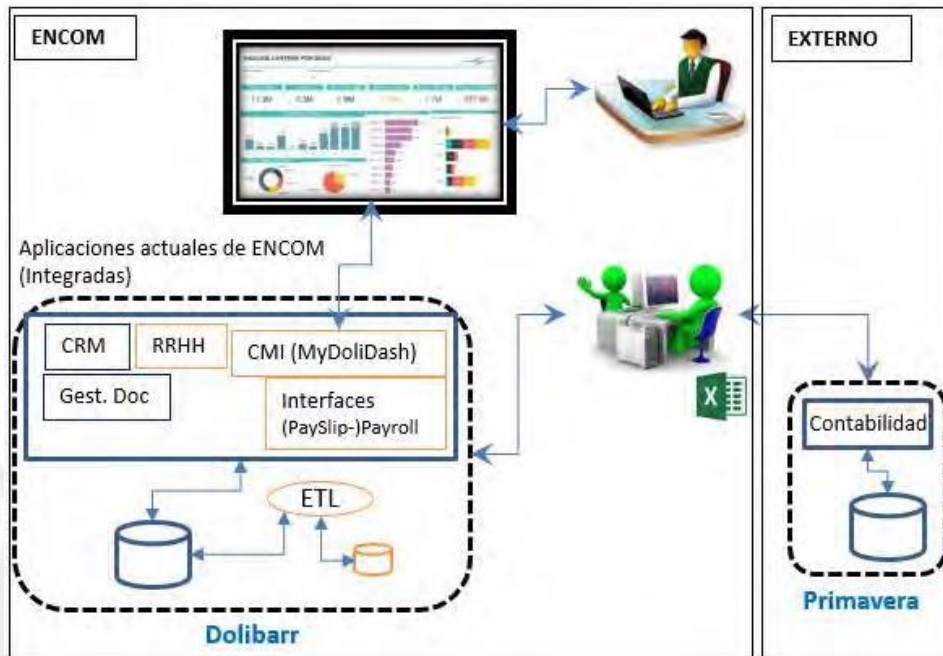 ENCOM
EXTERNO
Aplicaciones actuales de ENCOM
(Integradas)
CRM
RRHH
CMI (MyDoliDash)
Gest. Doc
Interfaces
(PaySlip-)Payroll
ETL
Dolibarr
X
Contabilidad
Primavera